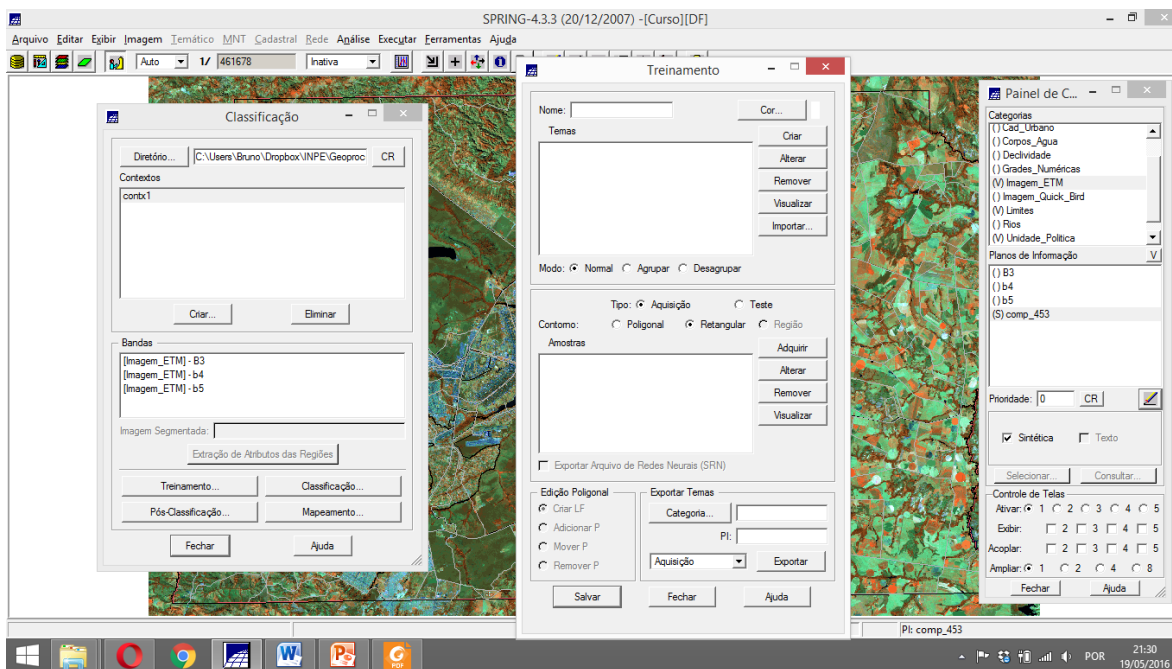 SPRING-4.3.3 (20/12/2007) -[Curso][DF]
Arquivo Editar Exibir Imagem Temático MNT Cadastral Rede Análise Executar Ferramentas Ajuda
Auto 1/ 461678 Inativa
Classificação
Diretório... C:\Users\Bruno\Dropbox\INPE\Geoproc CR
Contextos
contx1
Criar... Eliminar
Bandas
[Imagem_ETM] - B3
[Imagem_ETM] - b4
[Imagem_ETM] - b5
Imagem Segmentada:
Extração de Atributos das Regiões
Treinamento... Classificação...
Pós-Classificação... Mapeamento...
Fechar Ajuda
Treinamento
Nome: Cor...
Temas
Criar
Alterar
Remover
Visualizar
Importar...
Modo: Normal Agrupar Desagrupar
Tipo: Aquisição Teste
Contorno: Poligonal Retangular Região
Amostras
Adquirir
Alterar
Remover
Visualizar
Exportar Arquivo de Redes Neurais (SRN)
Edição Poligonal
Criar LF
Adicionar P
Mover P
Remover P
Exportar Temas
Categoria...
PI:
Aquisição Exportar
Salvar Fechar Ajuda
Painel de C...
Categorias
() Cad_Urbano
() Corpos_Agua
() Declividade
() Grades_Numéricas
(V) Imagem_ETM
() Imagem_Quick_Bird
(V) Limites
() Rios
(V) Unidade_Politica
Planos de Informação V
() B3
() b4
() b5
(S) comp_453
Prioridade: 0 CR
Sintética Texto
Selecionar... Consultar...
Controle de Telas
Ativar: 1 2 3 4 5
Exibir: 2 3 4 5
Acoplar: 2 3 4 5
Ampliar: 1 2 4 8
Fechar Ajuda
PI: comp_453
PDF
POR
21:30
19/05/2016